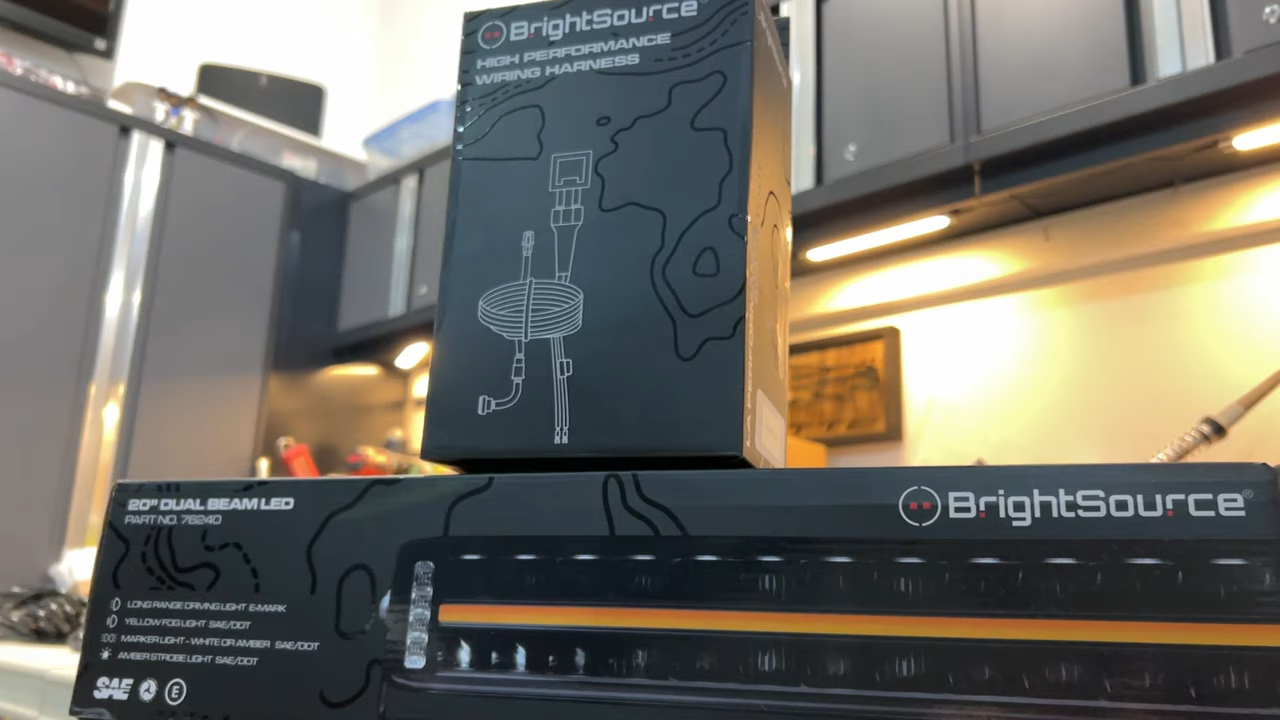 BrightSource®
HIGH PERFORMANCE
WIRING HARNESS
20" DUAL BEAM LED
PART NO. 76240
BrightSource®
LONG RANGE DRIVING LIGHT E-MARK
YELLOW FOG LIGHT SAE/DOT
MARKER LIGHT - WHITE OR AMBER SAE/DOT
AMBER STROBE LIGHT SAE/DOT
SAE E